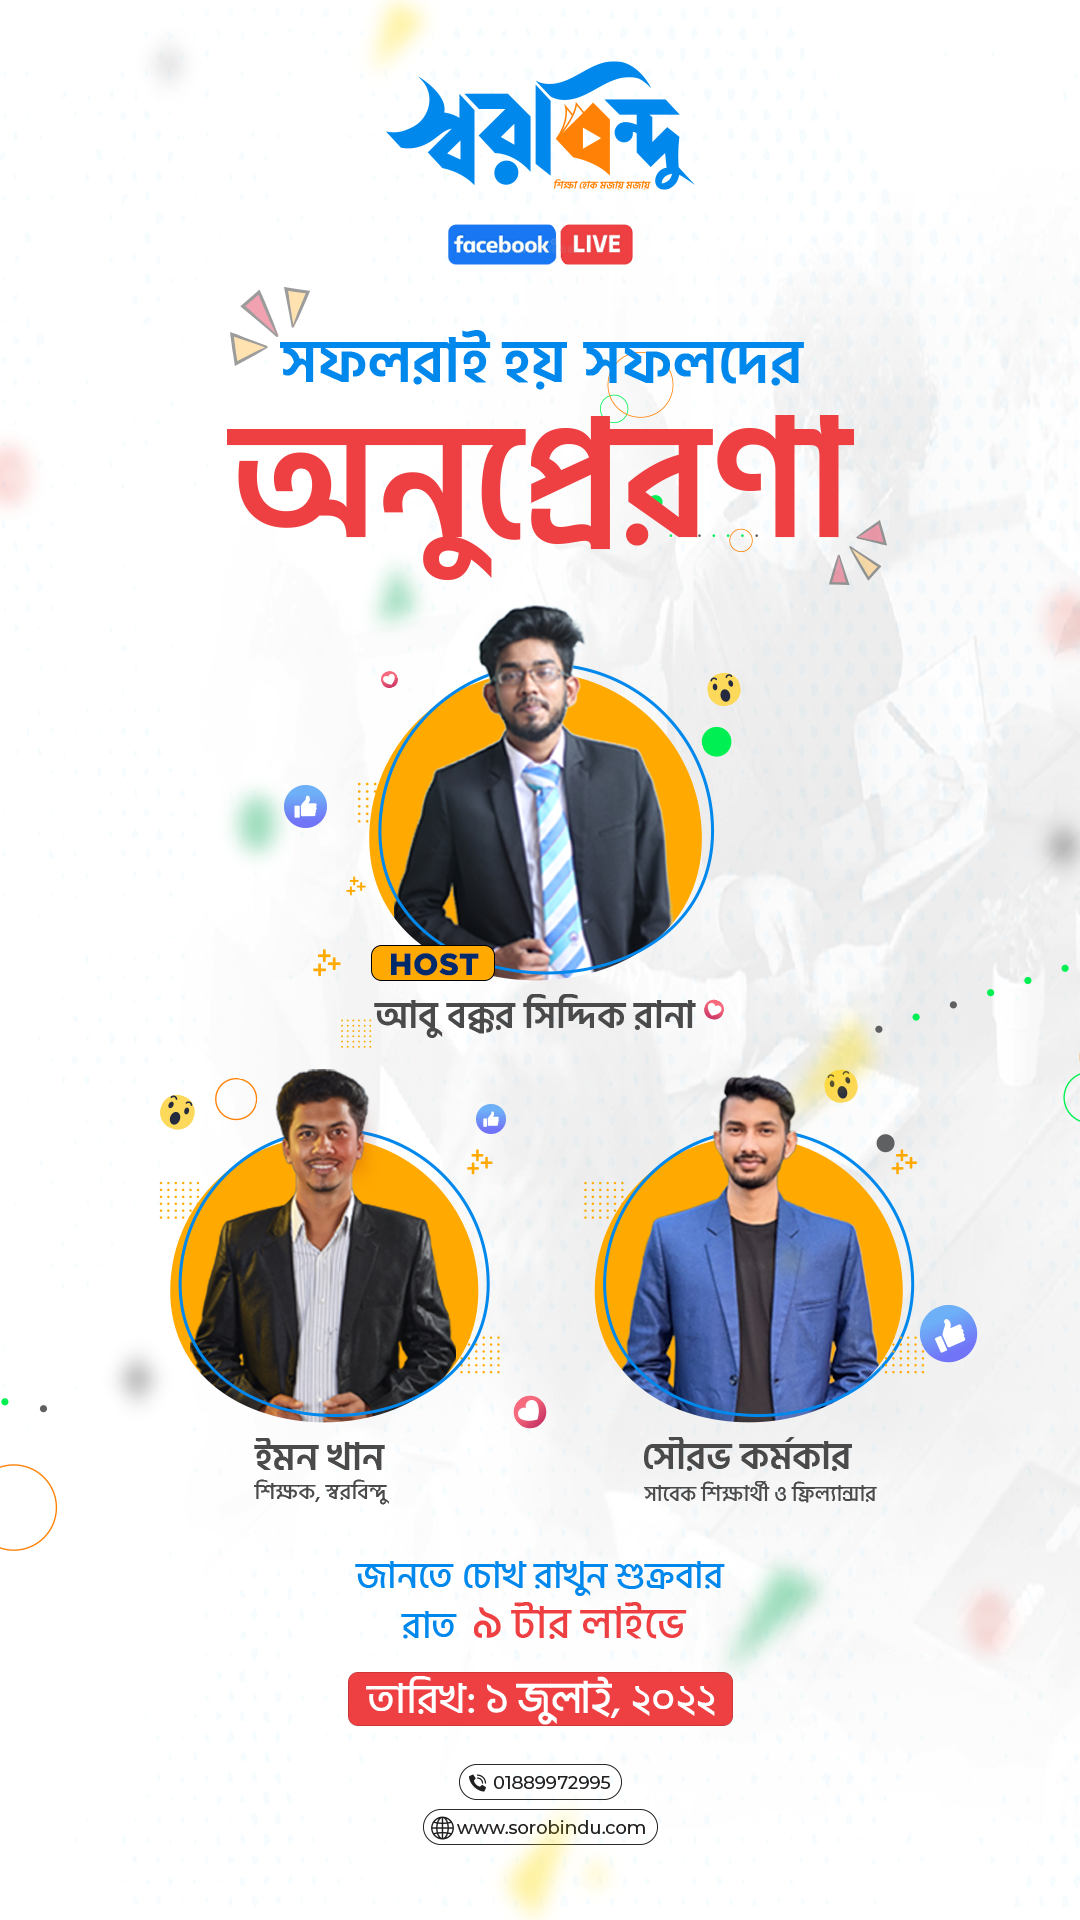 স্বরবিন্দু
শিক্ষা হোক মজায় মজায়
facebook LIVE
সফলরাই হয় সফলদের
অনুপ্রেরণা
HOST
আবু বক্কর সিদ্দিক রানা
ইমন খান
শিক্ষক, স্বরবিন্দু
সৌরভ কর্মকার
সাবেক শিক্ষার্থী ও ফ্রিল্যান্সার
জানতে চোখ রাখুন শুক্রবার
রাত ৯ টার লাইভে
তারিখ: ১ জুলাই, ২০২২
01889972995
www.sorobindu.com